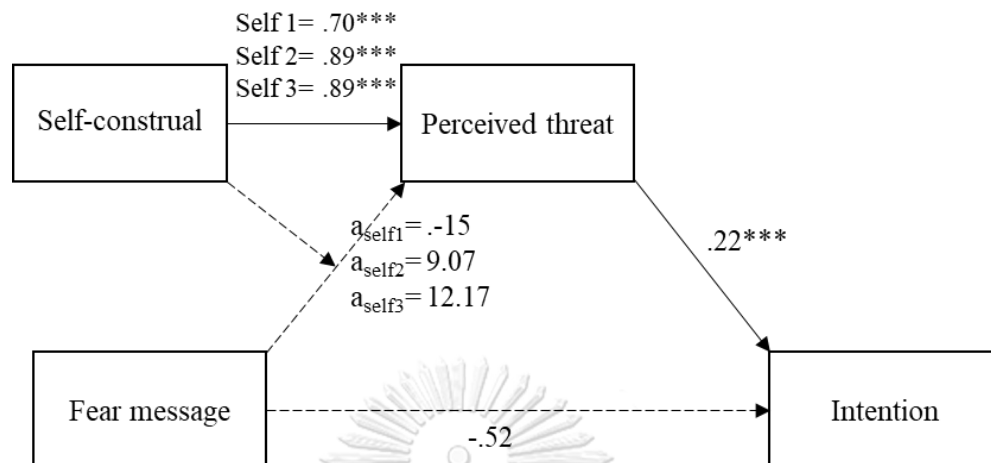 Self 1= .70***
Self 2= .89***
Self 3= .89***
Self-construal
Perceived threat
aself1= .-15
aself2= 9.07
aself3= 12.17
.22***
Fear message
-.52
Intention